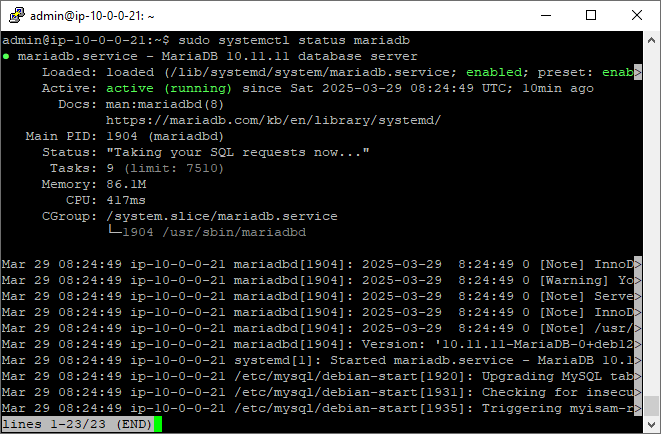 admin@ip-10-0-0-21: ~
admin@ip-10-0-0-21:~$ sudo systemctl status mariadb
● mariadb.service - MariaDB 10.11.11 database server
     Loaded: loaded (/lib/systemd/system/mariadb.service; enabled; preset: enab>
     Active: active (running) since Sat 2025-03-29 08:24:49 UTC; 10min ago
       Docs: man:mariadbd(8)
             https://mariadb.com/kb/en/library/systemd/
   Main PID: 1904 (mariadbd)
     Status: "Taking your SQL requests now..."
      Tasks: 9 (limit: 7510)
     Memory: 86.1M
        CPU: 417ms
     CGroup: /system.slice/mariadb.service
             └─1904 /usr/sbin/mariadbd
Mar 29 08:24:49 ip-10-0-0-21 mariadbd[1904]: 2025-03-29  8:24:49 0 [Note] InnoD>
Mar 29 08:24:49 ip-10-0-0-21 mariadbd[1904]: 2025-03-29  8:24:49 0 [Warning] Yo>
Mar 29 08:24:49 ip-10-0-0-21 mariadbd[1904]: 2025-03-29  8:24:49 0 [Note] Serve>
Mar 29 08:24:49 ip-10-0-0-21 mariadbd[1904]: 2025-03-29  8:24:49 0 [Note] InnoD>
Mar 29 08:24:49 ip-10-0-0-21 mariadbd[1904]: 2025-03-29  8:24:49 0 [Note] /usr/>
Mar 29 08:24:49 ip-10-0-0-21 mariadbd[1904]: Version: '10.11.11-MariaDB-0+deb12>
Mar 29 08:24:49 ip-10-0-0-21 systemd[1]: Started mariadb.service - MariaDB 10.1>
Mar 29 08:24:49 ip-10-0-0-21 /etc/mysql/debian-start[1920]: Upgrading MySQL tab>
Mar 29 08:24:49 ip-10-0-0-21 /etc/mysql/debian-start[1931]: Checking for insecu>
Mar 29 08:24:49 ip-10-0-0-21 /etc/mysql/debian-start[1935]: Triggering myisam-r>
lines 1-23/23 (END)